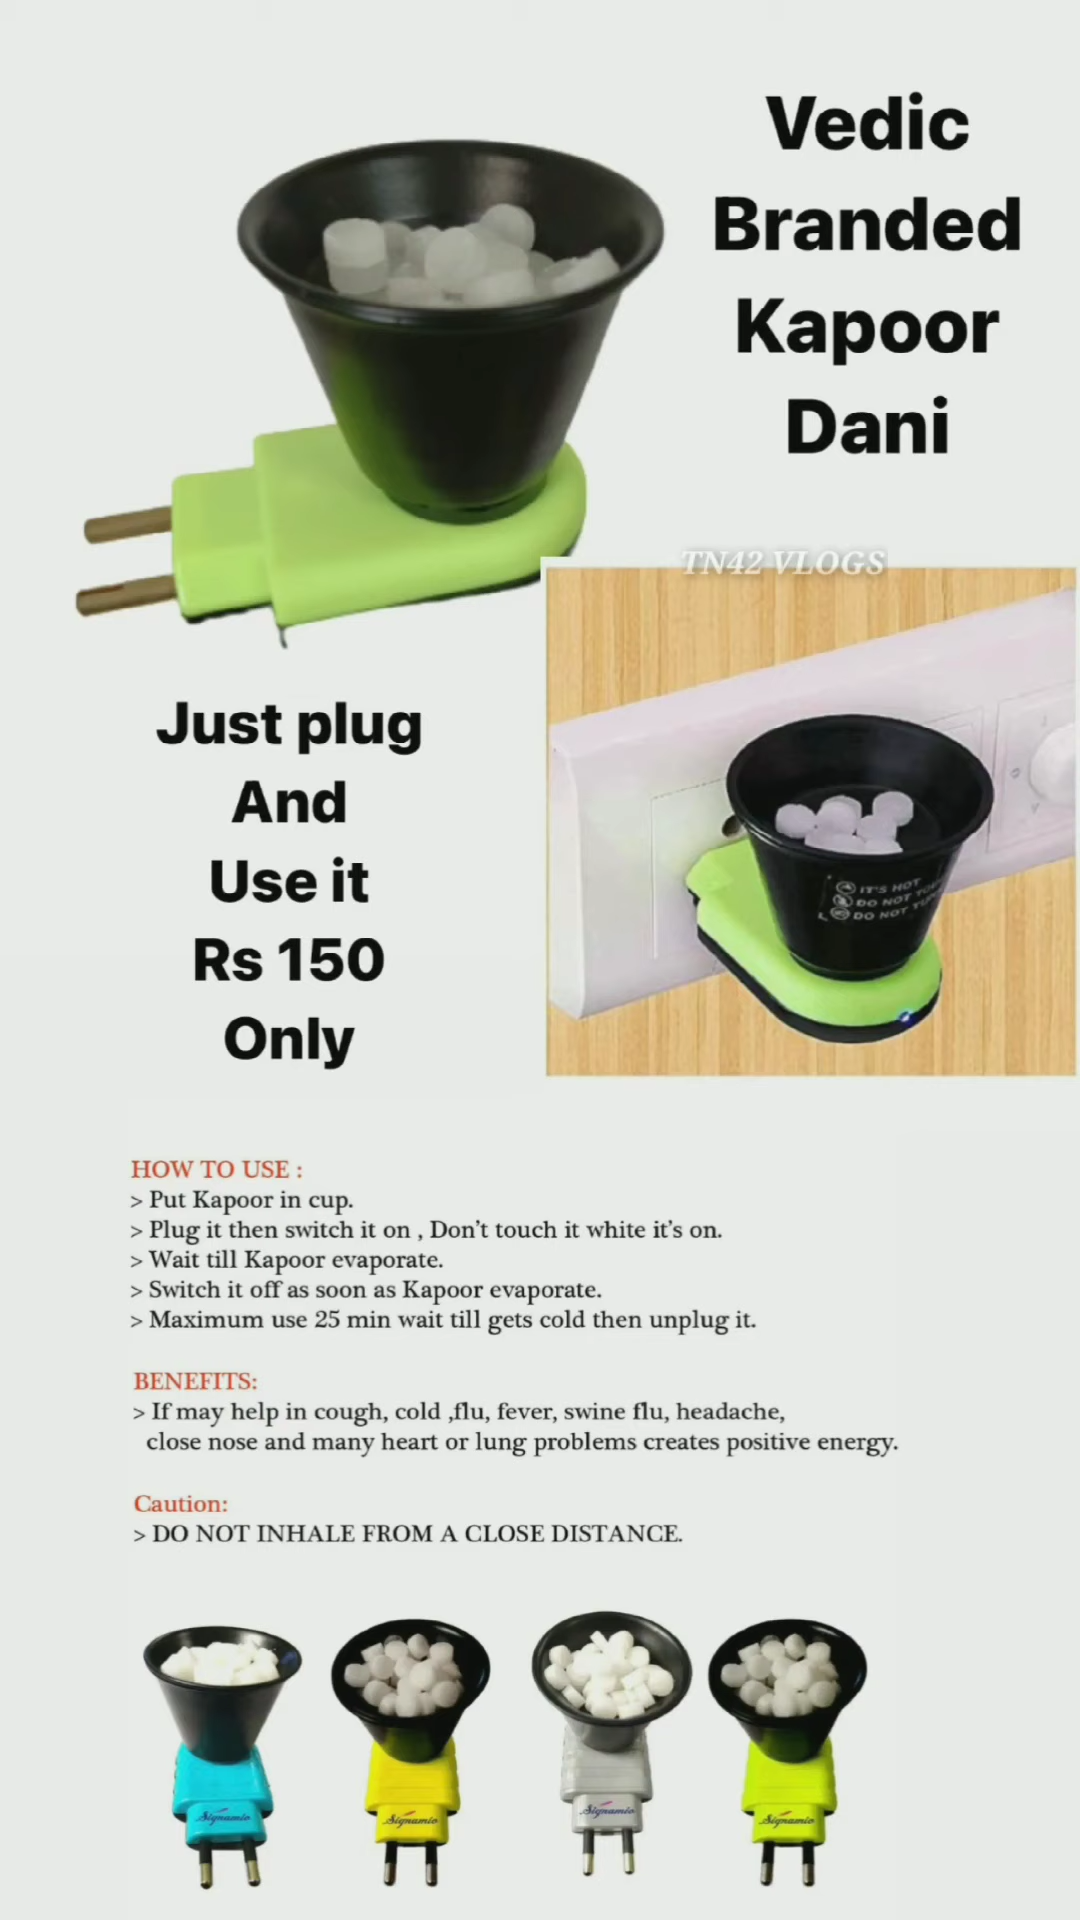 Vedic
Branded
Kapoor
Dani
TN42 VLOGS
Just plug
And
Use it
Rs 150
Only
IT'S HOT
DO NOT
DO NOT
HOW TO USE :
> Put Kapoor in cup.
> Plug it then switch it on , Don't touch it white it's on.
> Wait till Kapoor evaporate.
> Switch it off as soon as Kapoor evaporate.
> Maximum use 25 min wait till gets cold then unplug it.
BENEFITS:
> If may help in cough, cold ,flu, fever, swine flu, headache,
close nose and many heart or lung problems creates positive energy.
Caution:
> DO NOT INHALE FROM A CLOSE DISTANCE.
Signamio Signamio Signamio Signamio